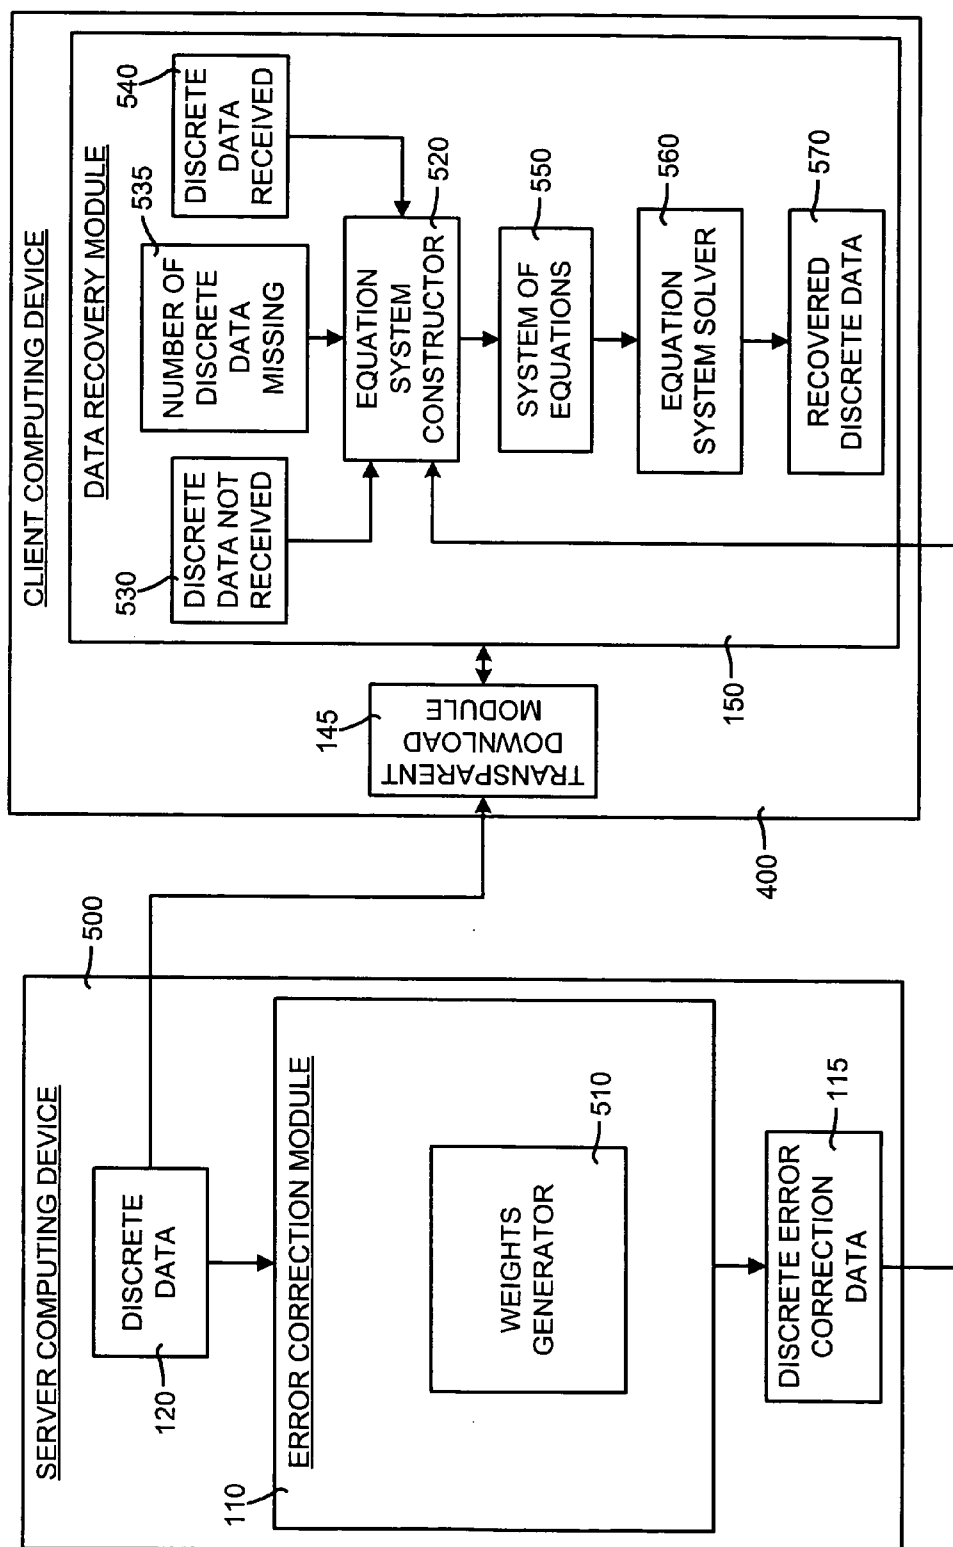 SERVER COMPUTING DEVICE
500
DISCRETE
DATA
120
ERROR CORRECTION MODULE
110
WEIGHTS
GENERATOR
510
DISCRETE ERROR
CORRECTION
DATA
115
CLIENT COMPUTING DEVICE
400
TRANSPARENT
DOWNLOAD
MODULE
145
DATA RECOVERY MODULE
150
DISCRETE
DATA NOT
RECEIVED
530
NUMBER OF
DISCRETE
DATA
MISSING
535
DISCRETE
DATA
RECEIVED
540
EQUATION
SYSTEM
CONSTRUCTOR
520
SYSTEM OF
EQUATIONS
550
EQUATION
SYSTEM SOLVER
560
RECOVERED
DISCRETE DATA
570